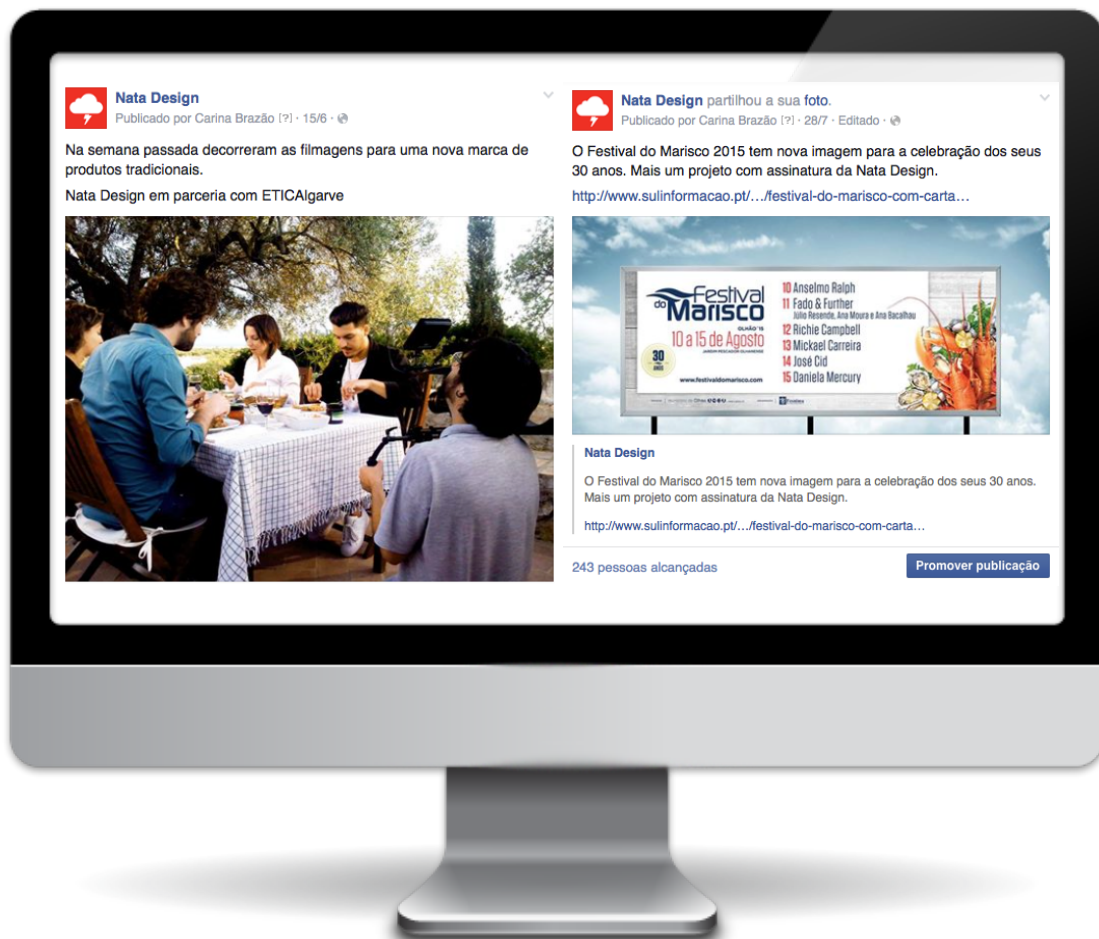 Nata Design
Publicado por Carina Brazão [?] · 15/6 ·
Na semana passada decorreram as filmagens para uma nova marca de
produtos tradicionais.
Nata Design em parceria com ETICAlgarve
Nata Design partilhou a sua foto.
Publicado por Carina Brazão [?] · 28/7 · Editado ·
O Festival do Marisco 2015 tem nova imagem para a celebração dos seus
30 anos. Mais um projeto com assinatura da Nata Design.
http://www.sulinformacao.pt/…/festival-do-marisco-com-carta…
Festival
do Marisco
OLHÃO '15
10 a 15 de Agosto
JARDIM PESCADOR OLHANENSE
30
ANOS
www.festivaldomarisco.com
10 Anselmo Ralph
11 Fado & Further
Júlio Resende, Ana Moura e Ana Bacalhau
12 Richie Campbell
13 Mickael Carreira
14 José Cid
15 Daniela Mercury
Nata Design
O Festival do Marisco 2015 tem nova imagem para a celebração dos seus 30 anos.
Mais um projeto com assinatura da Nata Design.
http://www.sulinformacao.pt/…/festival-do-marisco-com-carta…
243 pessoas alcançadas
Promover publicação